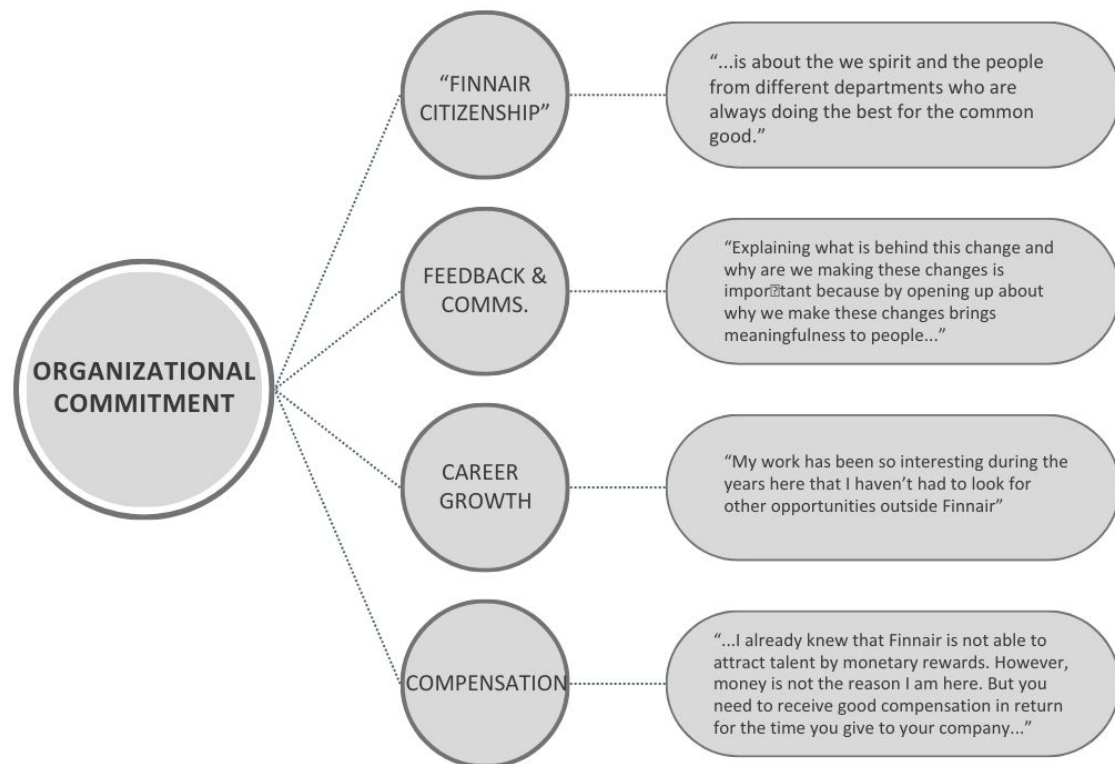 “FINNAIR
CITIZENSHIP”
“...is about the we spirit and the people
from different departments who are
always doing the best for the common
good.”
FEEDBACK &
COMMS.
“Explaining what is behind this change and
why are we making these changes is
impor⍰tant because by opening up about
why we make these changes brings
meaningfulness to people...”
ORGANIZATIONAL
COMMITMENT
CAREER
GROWTH
“My work has been so interesting during the
years here that I haven’t had to look for
other opportunities outside Finnair”
COMPENSATION
“...I already knew that Finnair is not able to
attract talent by monetary rewards. However,
money is not the reason I am here. But you
need to receive good compensation in return
for the time you give to your company...”